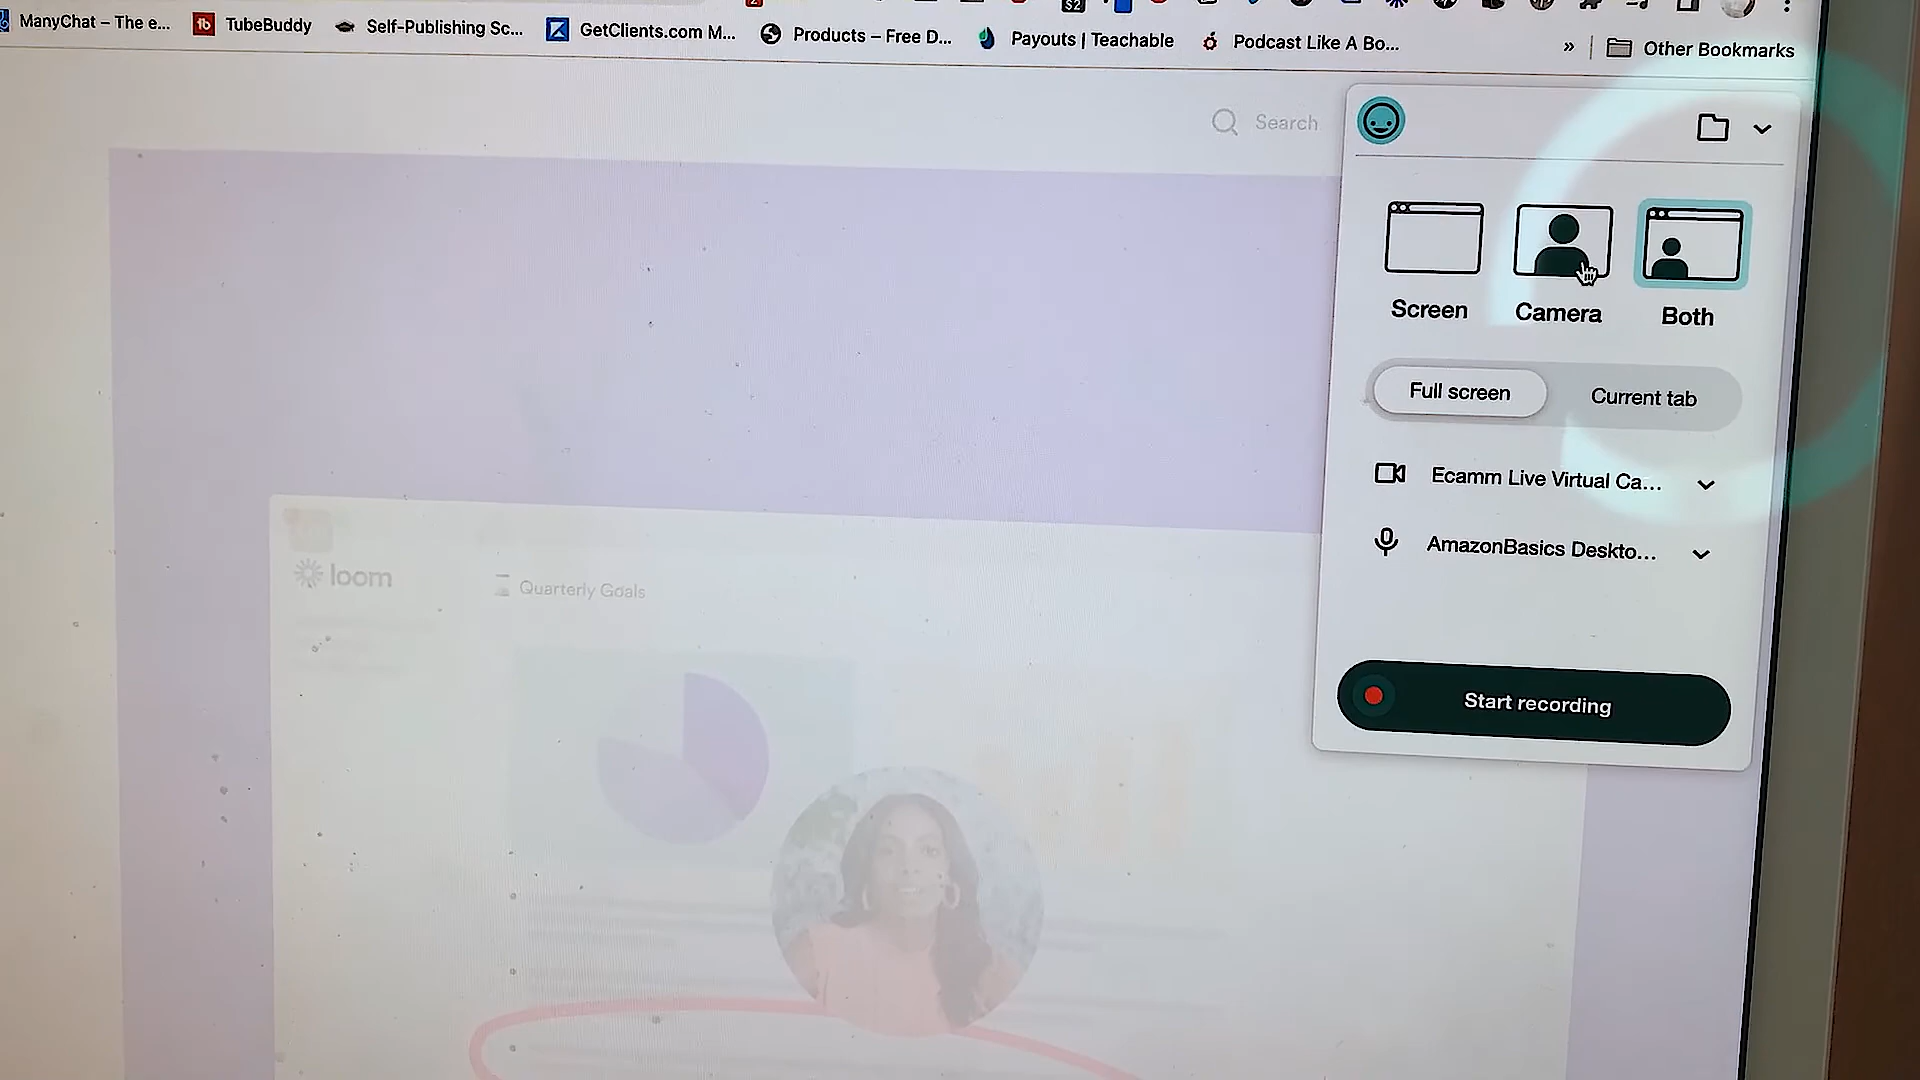 ManyChat – The e...
TubeBuddy
Self-Publishing Sc...
GetClients.com M...
Products – Free D...
Payouts | Teachable
Podcast Like A Bo...
»
Other Bookmarks
Search
Screen
Camera
Both
Full screen
Current tab
Ecamm Live Virtual Ca...
AmazonBasics Deskto...
Start recording
loom
Quarterly Goals